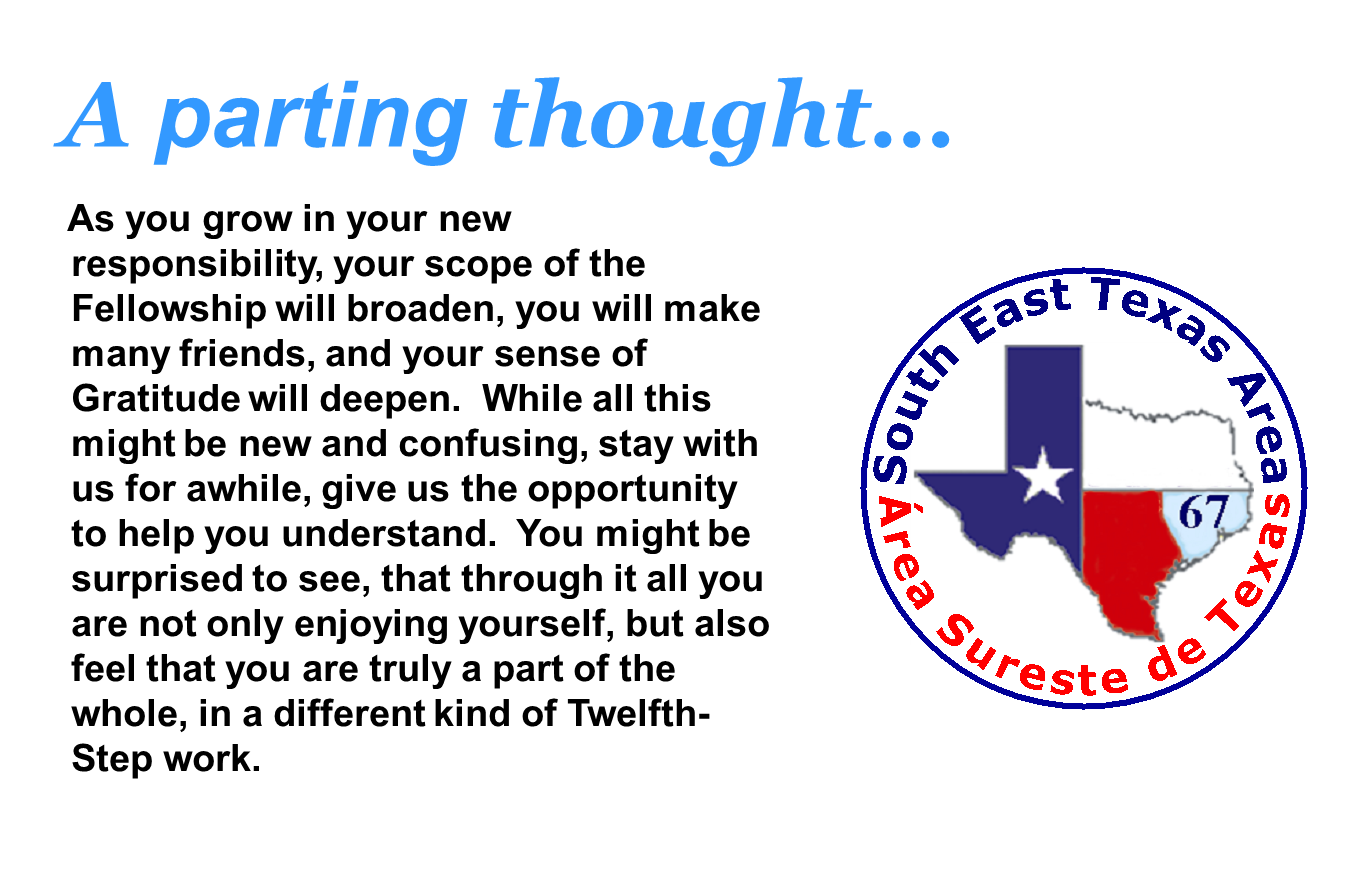 A parting thought...
As you grow in your new
responsibility, your scope of the
Fellowship will broaden, you will make
many friends, and your sense of
Gratitude will deepen.  While all this
might be new and confusing, stay with
us for awhile, give us the opportunity
to help you understand.  You might be
surprised to see, that through it all you
are not only enjoying yourself, but also
feel that you are truly a part of the
whole, in a different kind of Twelfth-
Step work.
South East Texas Area
67
Área Sureste de Texas